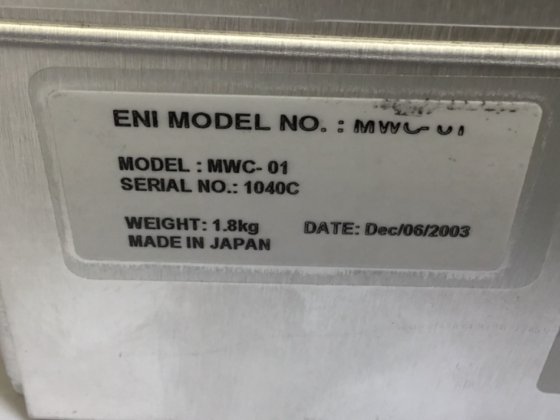 ENI MODEL NO. : MWC- 01
MODEL : MWC- 01
SERIAL NO.: 1040C
WEIGHT: 1.8kg DATE: Dec/06/2003
MADE IN JAPAN